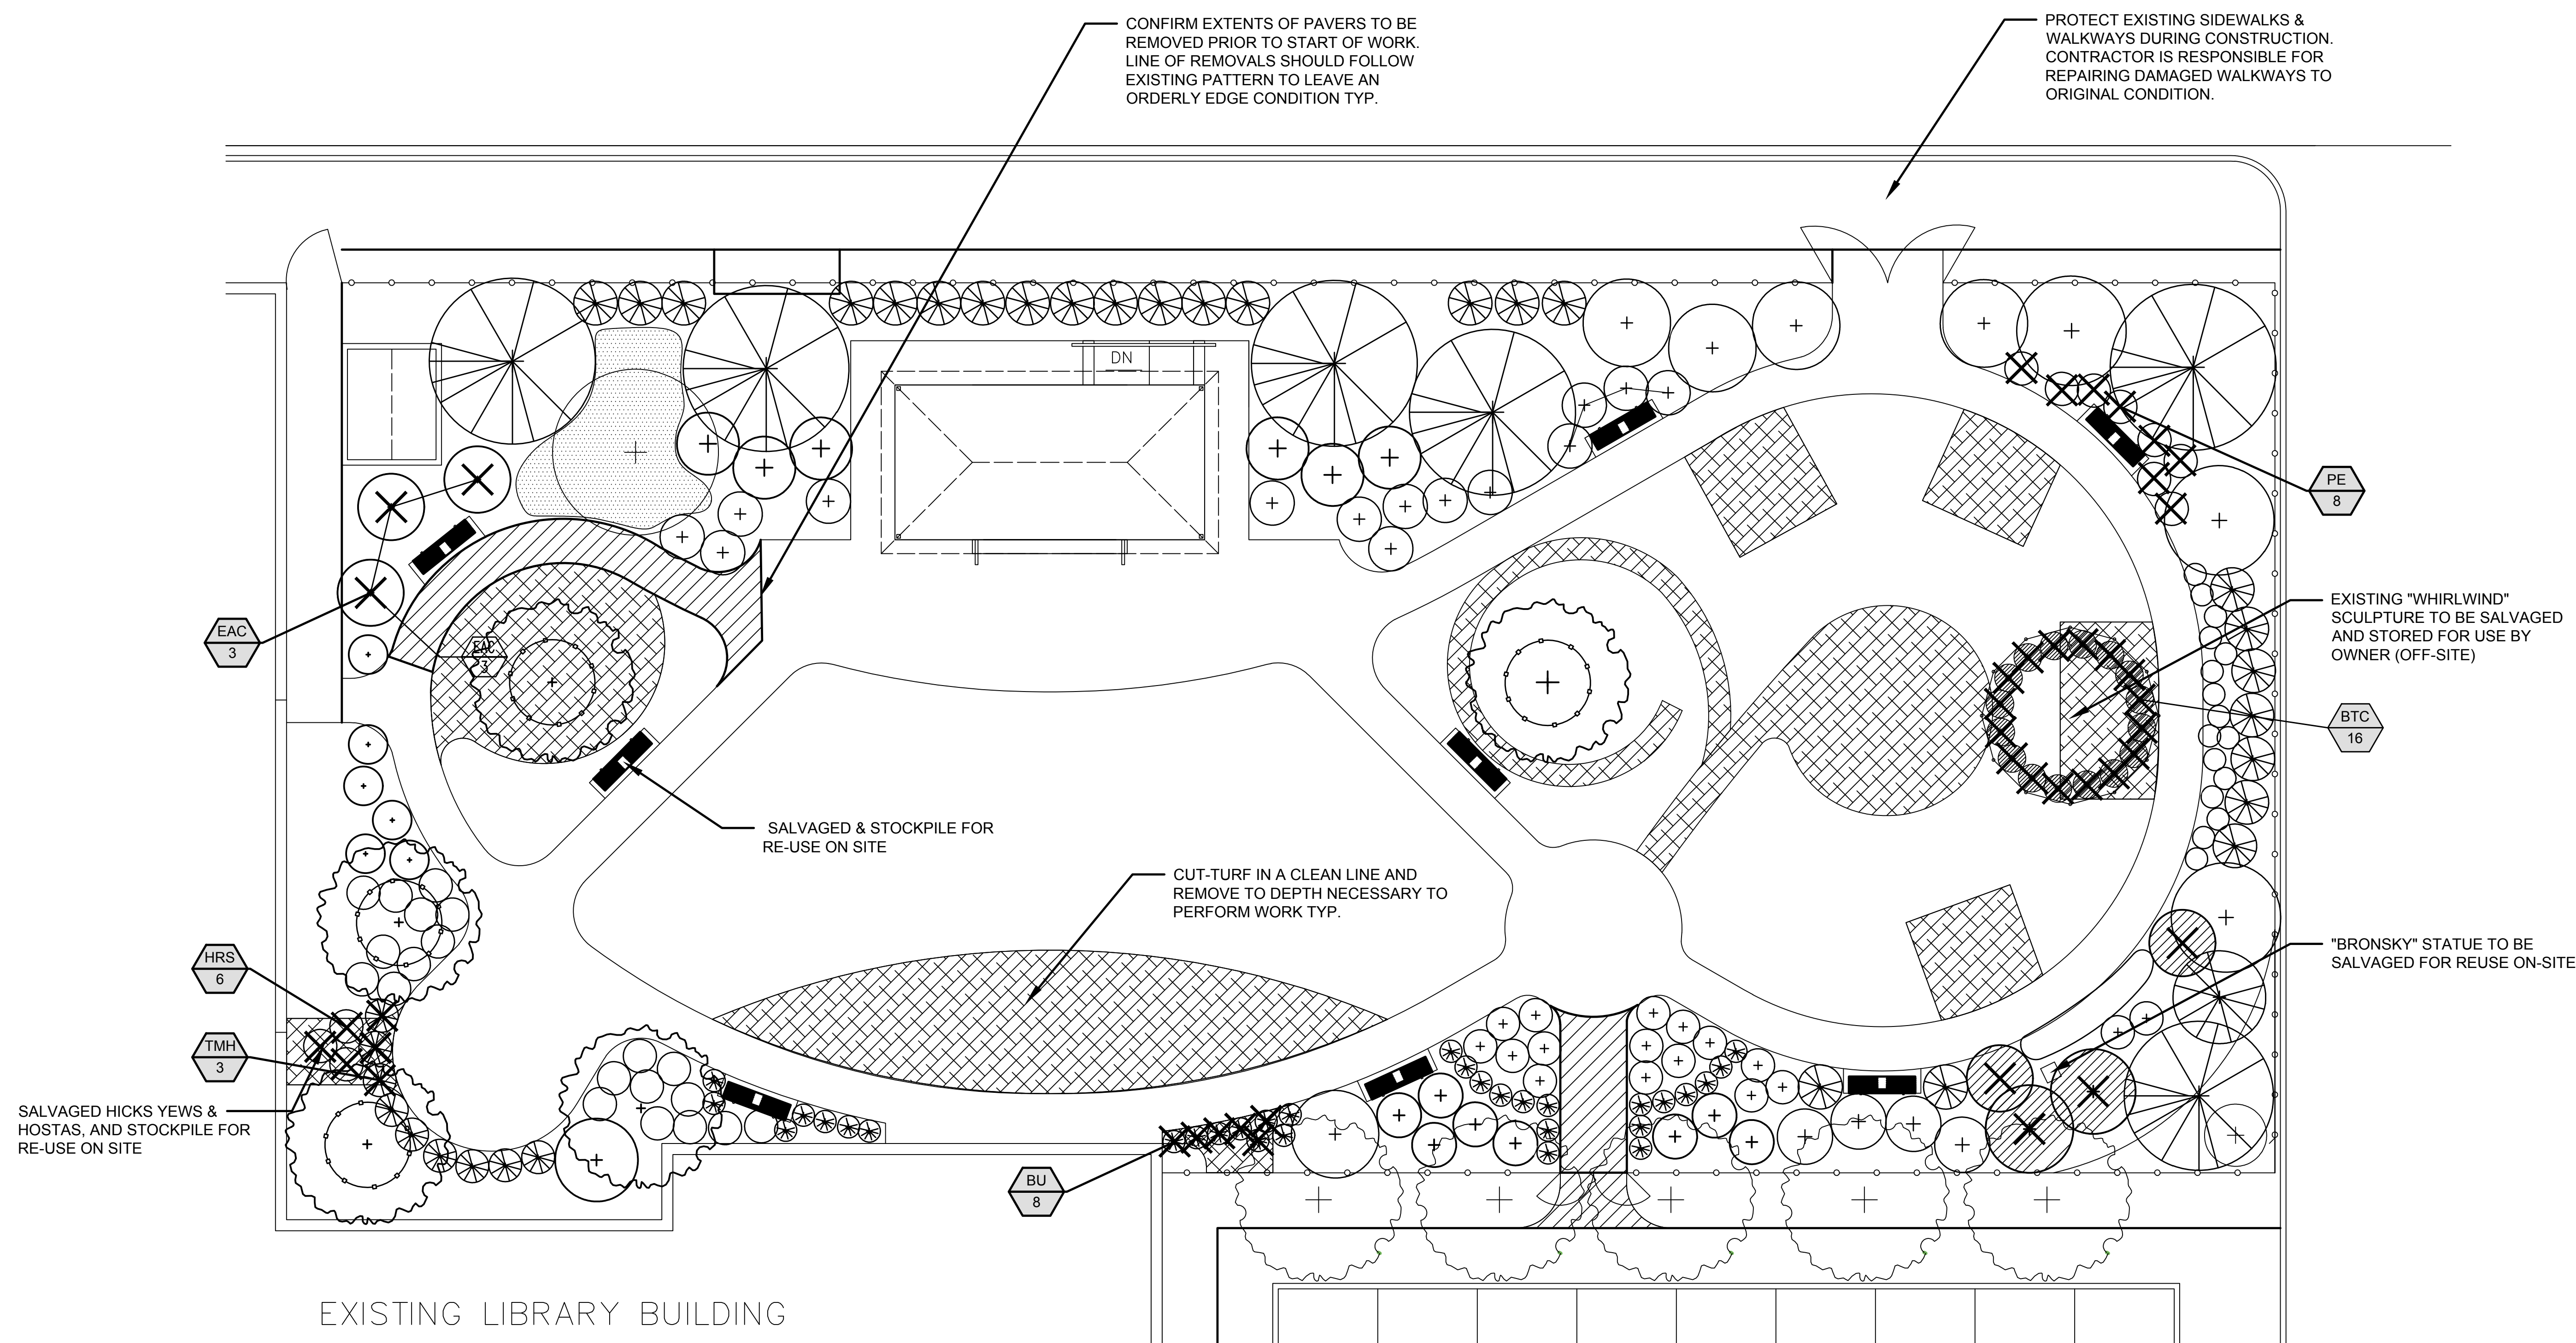 CONFIRM EXTENTS OF PAVERS TO BE
REMOVED PRIOR TO START OF WORK.
LINE OF REMOVALS SHOULD FOLLOW
EXISTING PATTERN TO LEAVE AN
ORDERLY EDGE CONDITION TYP.
PROTECT EXISTING SIDEWALKS &
WALKWAYS DURING CONSTRUCTION.
CONTRACTOR IS RESPONSIBLE FOR
REPAIRING DAMAGED WALKWAYS TO
ORIGINAL CONDITION.
DN
PE
8
EXISTING "WHIRLWIND"
SCULPTURE TO BE SALVAGED
AND STORED FOR USE BY
OWNER (OFF-SITE)
EAC
3
EAC
3
BTC
16
SALVAGED & STOCKPILE FOR
RE-USE ON SITE
CUT-TURF IN A CLEAN LINE AND
REMOVE TO DEPTH NECESSARY TO
PERFORM WORK TYP.
"BRONSKY" STATUE TO BE
SALVAGED FOR REUSE ON-SITE
HRS
6
TMH
3
SALVAGED HICKS YEWS &
HOSTAS, AND STOCKPILE FOR
RE-USE ON SITE
BU
8
EXISTING LIBRARY BUILDING